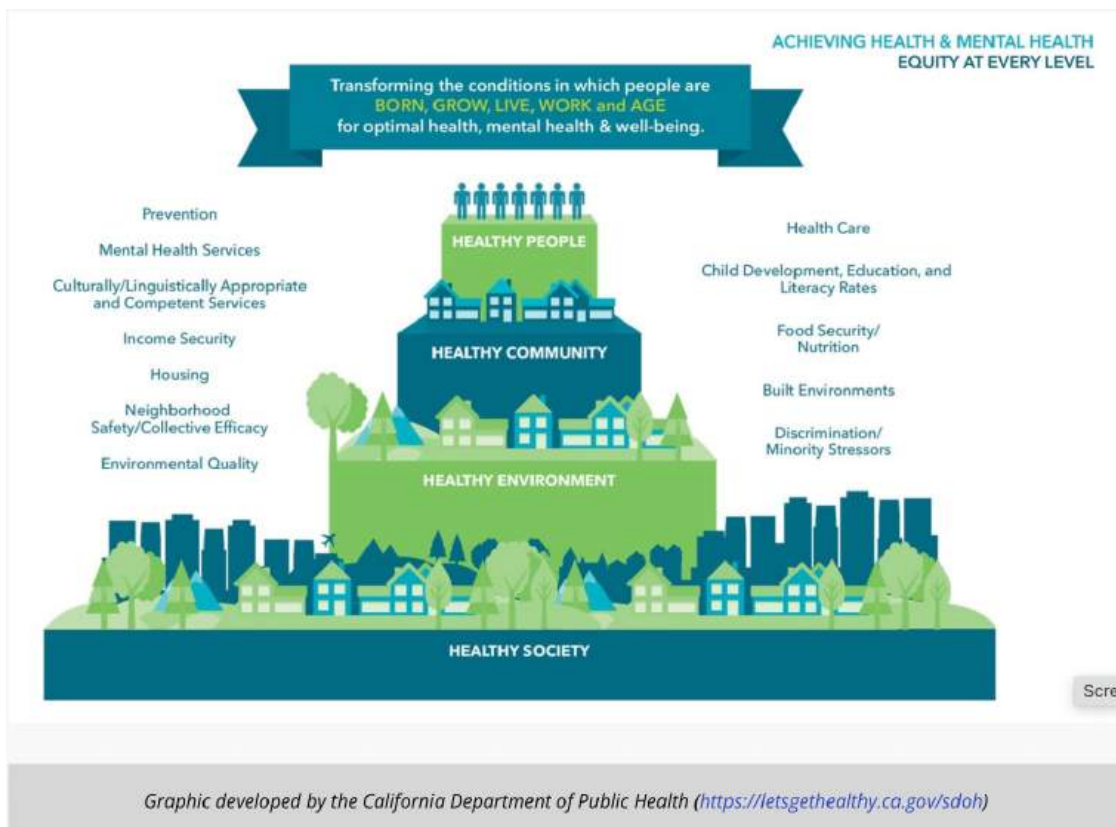 ACHIEVING HEALTH & MENTAL HEALTH
EQUITY AT EVERY LEVEL
Transforming the conditions in which people are
BORN, GROW, LIVE, WORK and AGE
for optimal health, mental health & well-being.
Prevention
Mental Health Services
Culturally/Linguistically Appropriate
and Competent Services
Income Security
Housing
Neighborhood
Safety/Collective Efficacy
Environmental Quality
HEALTHY PEOPLE
HEALTHY COMMUNITY
HEALTHY ENVIRONMENT
HEALTHY SOCIETY
Health Care
Child Development, Education, and
Literacy Rates
Food Security/
Nutrition
Built Environments
Discrimination/
Minority Stressors
Scre
Graphic developed by the California Department of Public Health (https://letsgethealthy.ca.gov/sdoh)